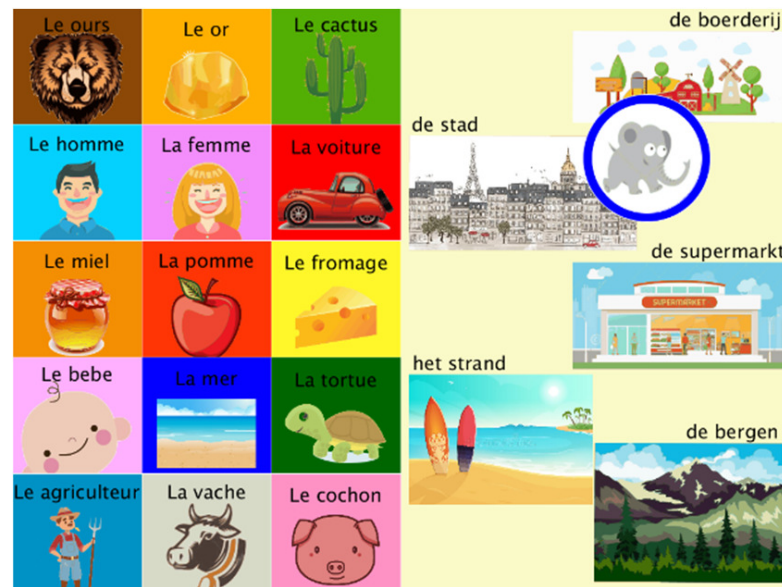 Le ours
Le or
Le cactus
Le homme
La femme
La voiture
Le miel
La pomme
Le fromage
Le bebe
La mer
La tortue
Le agriculteur
La vache
Le cochon
de boerderij
de stad
de supermarkt
SUPERMARKET
het strand
de bergen